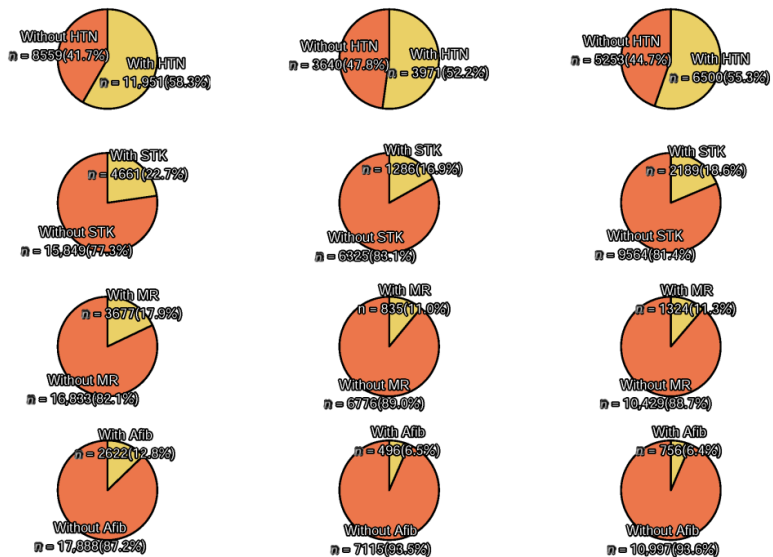 Without HTN
n = 8559(41.7%)
With HTN
n = 11,951(58.3%)
Without HTN
n = 3640(47.8%)
With HTN
n = 3971(52.2%)
Without HTN
n = 5253(44.7%)
With HTN
n = 6500(55.3%)
With STK
n = 4661(22.7%)
Without STK
n = 15,849(77.3%)
With STK
n = 1286(16.9%)
Without STK
n = 6325(83.1%)
With STK
n = 2189(18.6%)
Without STK
n = 9564(81.4%)
With MR
n = 3677(17.9%)
Without MR
n = 16,833(82.1%)
With MR
n = 835(11.0%)
Without MR
n = 6776(89.0%)
With MR
n = 1324(11.3%)
Without MR
n = 10,429(88.7%)
With Afib
n = 2622(12.8%)
Without Afib
n = 17,888(87.2%)
With Afib
n = 496(6.5%)
Without Afib
n = 7115(93.5%)
With Afib
n = 756(6.4%)
Without Afib
n = 10,997(93.6%)